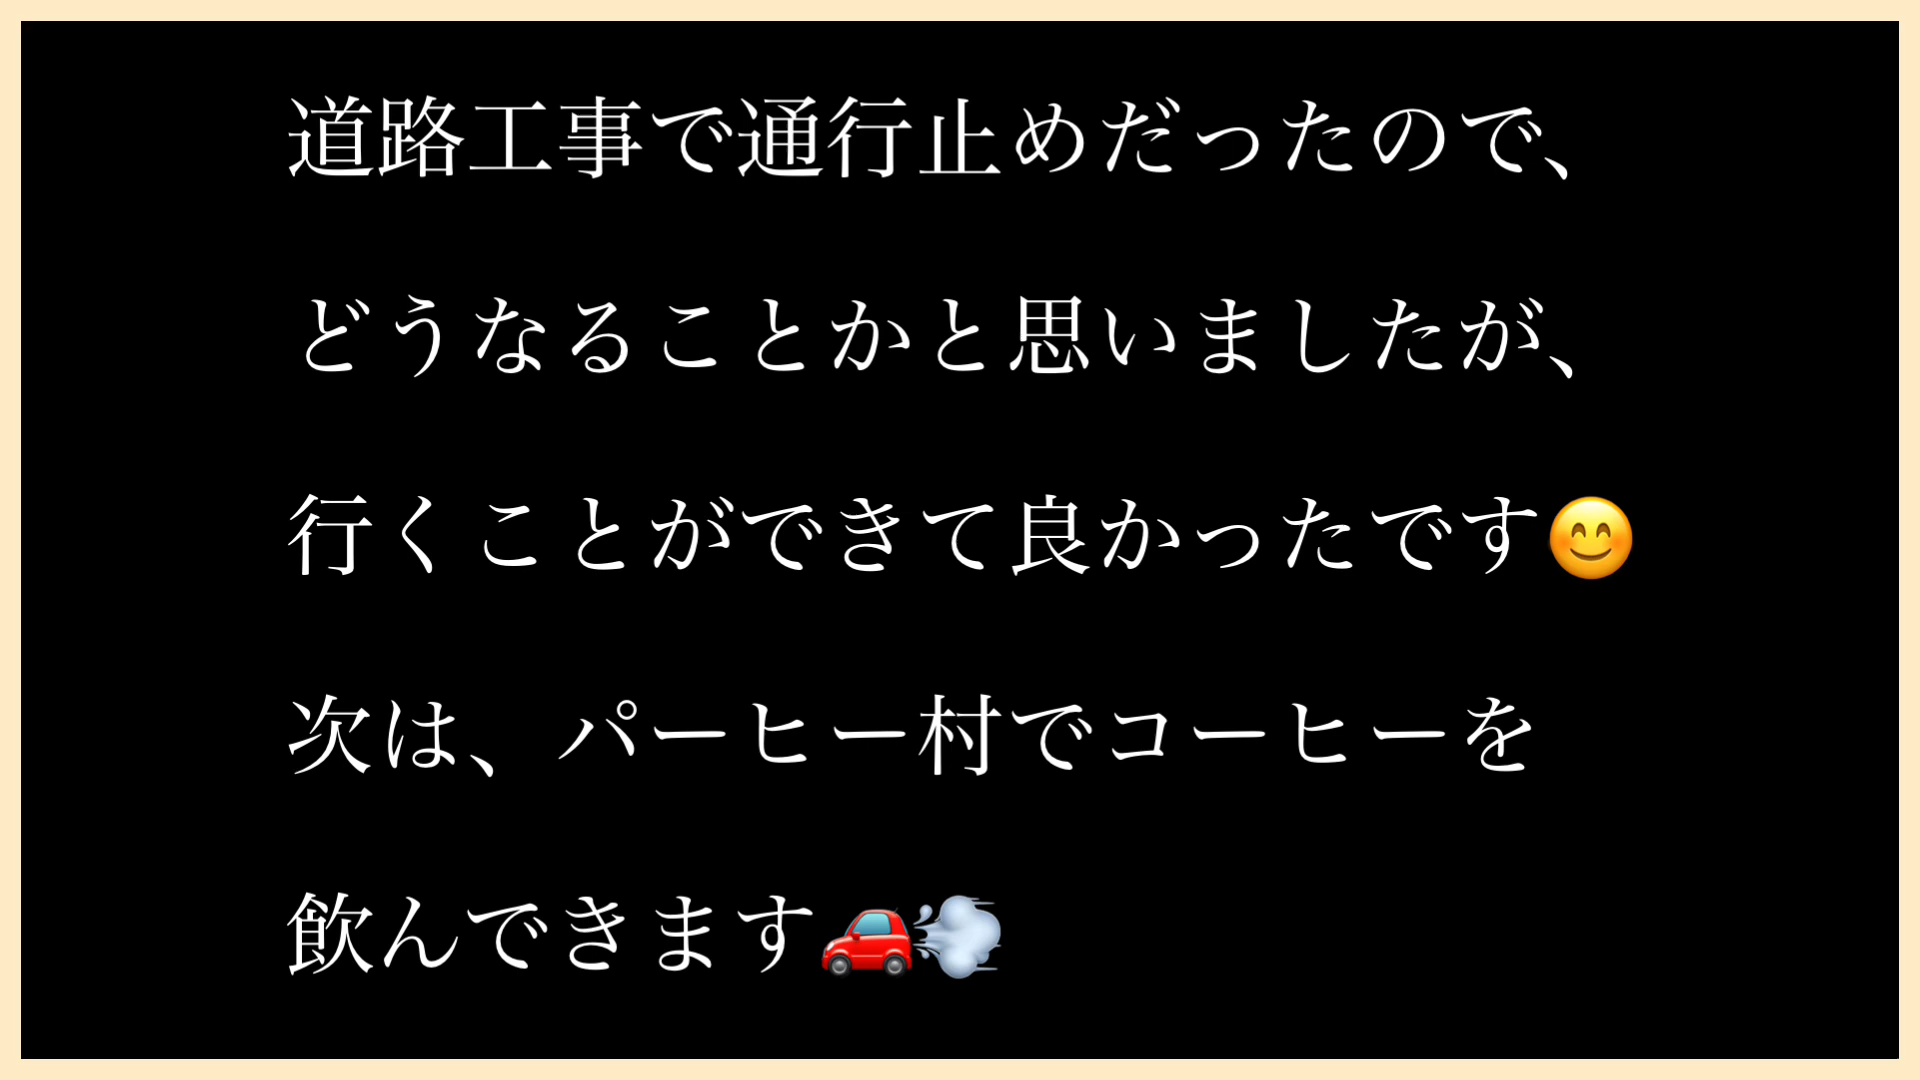 道路工事で通行止めだったので、
どうなることかと思いましたが、
行くことができて良かったです😊
次は、パーヒー村でコーヒーを
飲んできます🚗💨